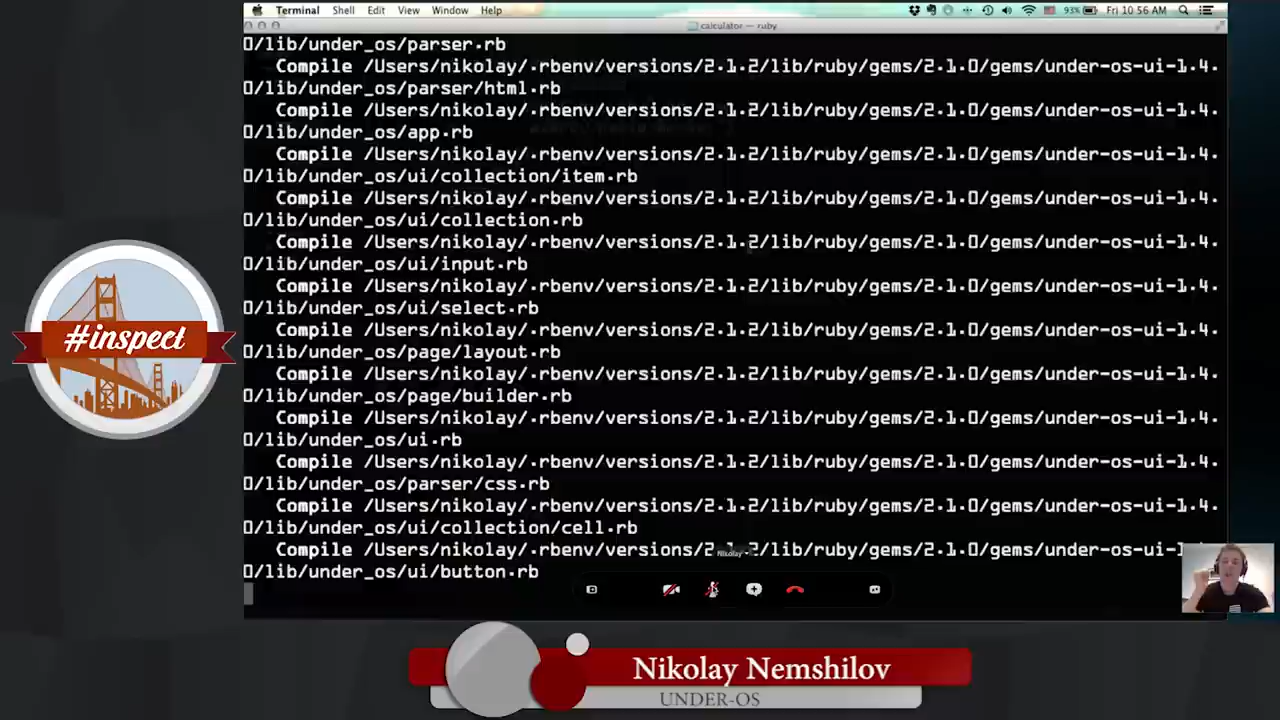 Terminal Shell Edit View Window Help 93% Fri 10:56 AM
calculator — ruby
0/lib/under_os/parser.rb
Compile /Users/nikolay/.rbenv/versions/2.1.2/lib/ruby/gems/2.1.0/gems/under-os-ui-1.4.
0/lib/under_os/parser/html.rb
Compile /Users/nikolay/.rbenv/versions/2.1.2/lib/ruby/gems/2.1.0/gems/under-os-ui-1.4.
0/lib/under_os/app.rb
Compile /Users/nikolay/.rbenv/versions/2.1.2/lib/ruby/gems/2.1.0/gems/under-os-ui-1.4.
0/lib/under_os/ui/collection/item.rb
Compile /Users/nikolay/.rbenv/versions/2.1.2/lib/ruby/gems/2.1.0/gems/under-os-ui-1.4.
0/lib/under_os/ui/collection.rb
Compile /Users/nikolay/.rbenv/versions/2.1.2/lib/ruby/gems/2.1.0/gems/under-os-ui-1.4.
0/lib/under_os/ui/input.rb
Compile /Users/nikolay/.rbenv/versions/2.1.2/lib/ruby/gems/2.1.0/gems/under-os-ui-1.4.
0/lib/under_os/ui/select.rb
Compile /Users/nikolay/.rbenv/versions/2.1.2/lib/ruby/gems/2.1.0/gems/under-os-ui-1.4.
0/lib/under_os/page/layout.rb
Compile /Users/nikolay/.rbenv/versions/2.1.2/lib/ruby/gems/2.1.0/gems/under-os-ui-1.4.
0/lib/under_os/page/builder.rb
Compile /Users/nikolay/.rbenv/versions/2.1.2/lib/ruby/gems/2.1.0/gems/under-os-ui-1.4.
0/lib/under_os/ui.rb
Compile /Users/nikolay/.rbenv/versions/2.1.2/lib/ruby/gems/2.1.0/gems/under-os-ui-1.4.
0/lib/under_os/parser/css.rb
Compile /Users/nikolay/.rbenv/versions/2.1.2/lib/ruby/gems/2.1.0/gems/under-os-ui-1.4.
0/lib/under_os/ui/collection/cell.rb
Compile /Users/nikolay/.rbenv/versions/2.1.2/lib/ruby/gems/2.1.0/gems/under-os-ui-1
Nikolay
0/lib/under_os/ui/button.rb
#inspect
Nikolay Nemshilov
UNDER-OS